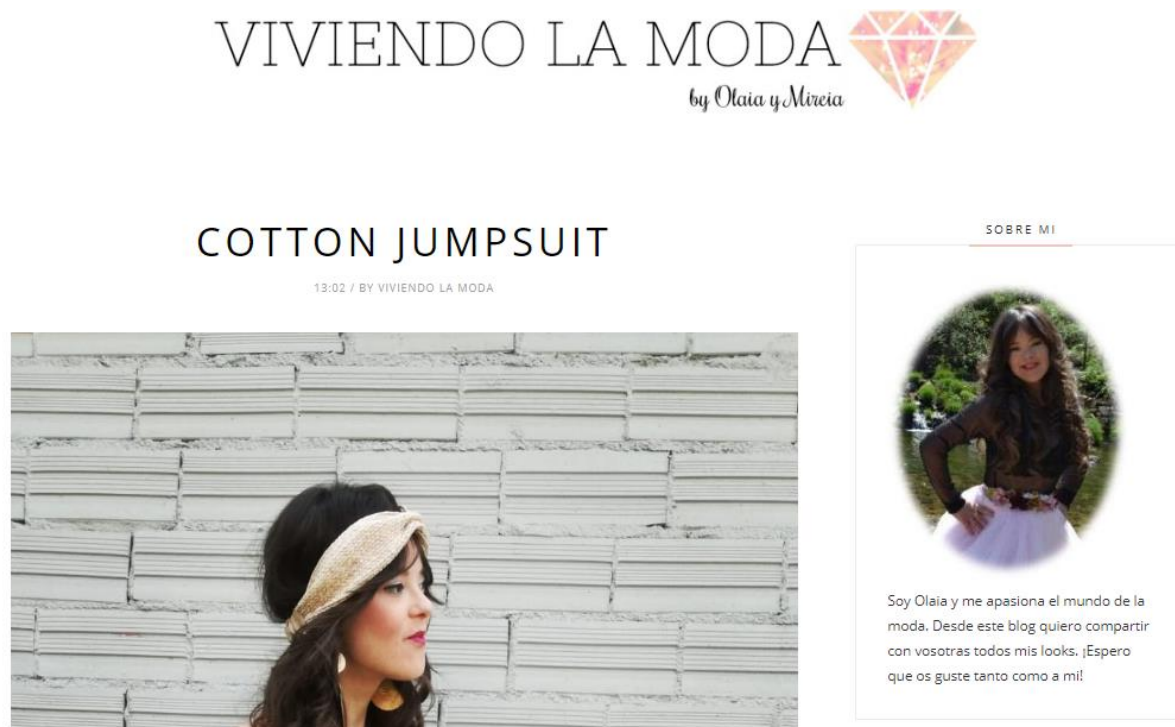 VIVIENDO LA MODA
by Olaia y Mireia
COTTON JUMPSUIT
13:02 / BY VIVIENDO LA MODA
SOBRE MI
Soy Olaia y me apasiona el mundo de la
moda. Desde este blog quiero compartir
con vosotras todos mis looks. ¡Espero
que os guste tanto como a mi!